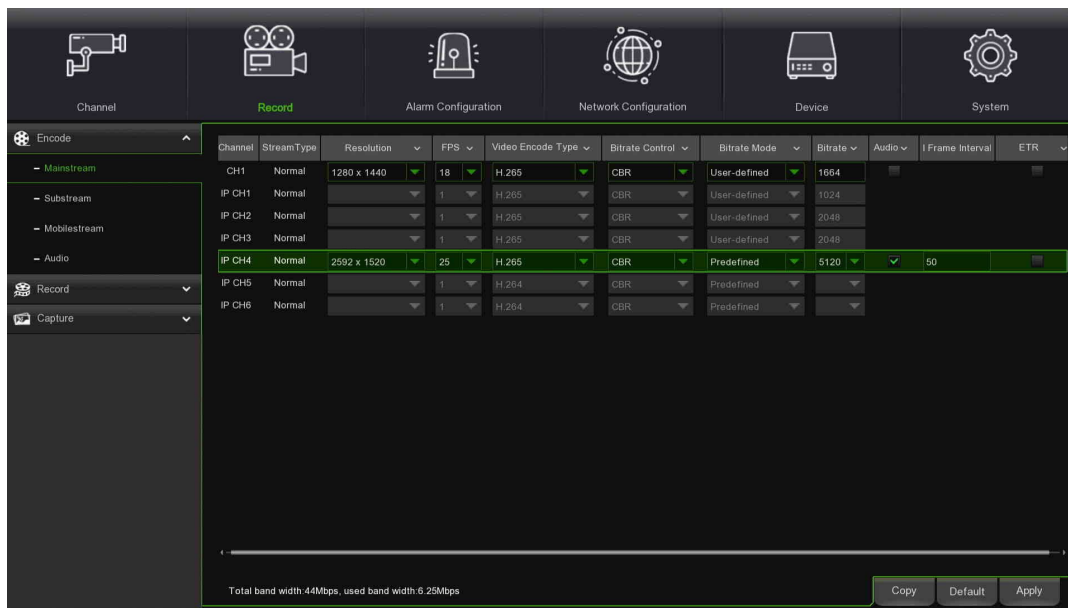 Channel Record Alarm Configuration Network Configuration Device System
Encode
Mainstream
Substream
Mobilestream
Audio
Record
Capture
Channel StreamType Resolution FPS Video Encode Type Bitrate Control Bitrate Mode Bitrate Audio I Frame Interval ETR
CH1 Normal 1280 x 1440 18 H.265 CBR User-defined 1664
IP CH1 Normal 1 H.265 CBR User-defined 1024
IP CH2 Normal 1 H.265 CBR User-defined 2048
IP CH3 Normal 1 H.265 CBR User-defined 2048
IP CH4 Normal 2592 x 1520 25 H.265 CBR Predefined 5120 50
IP CH5 Normal 1 H.264 CBR Predefined
IP CH6 Normal 1 H.264 CBR Predefined
Total band width:44Mbps, used band width:6.25Mbps
Copy Default Apply